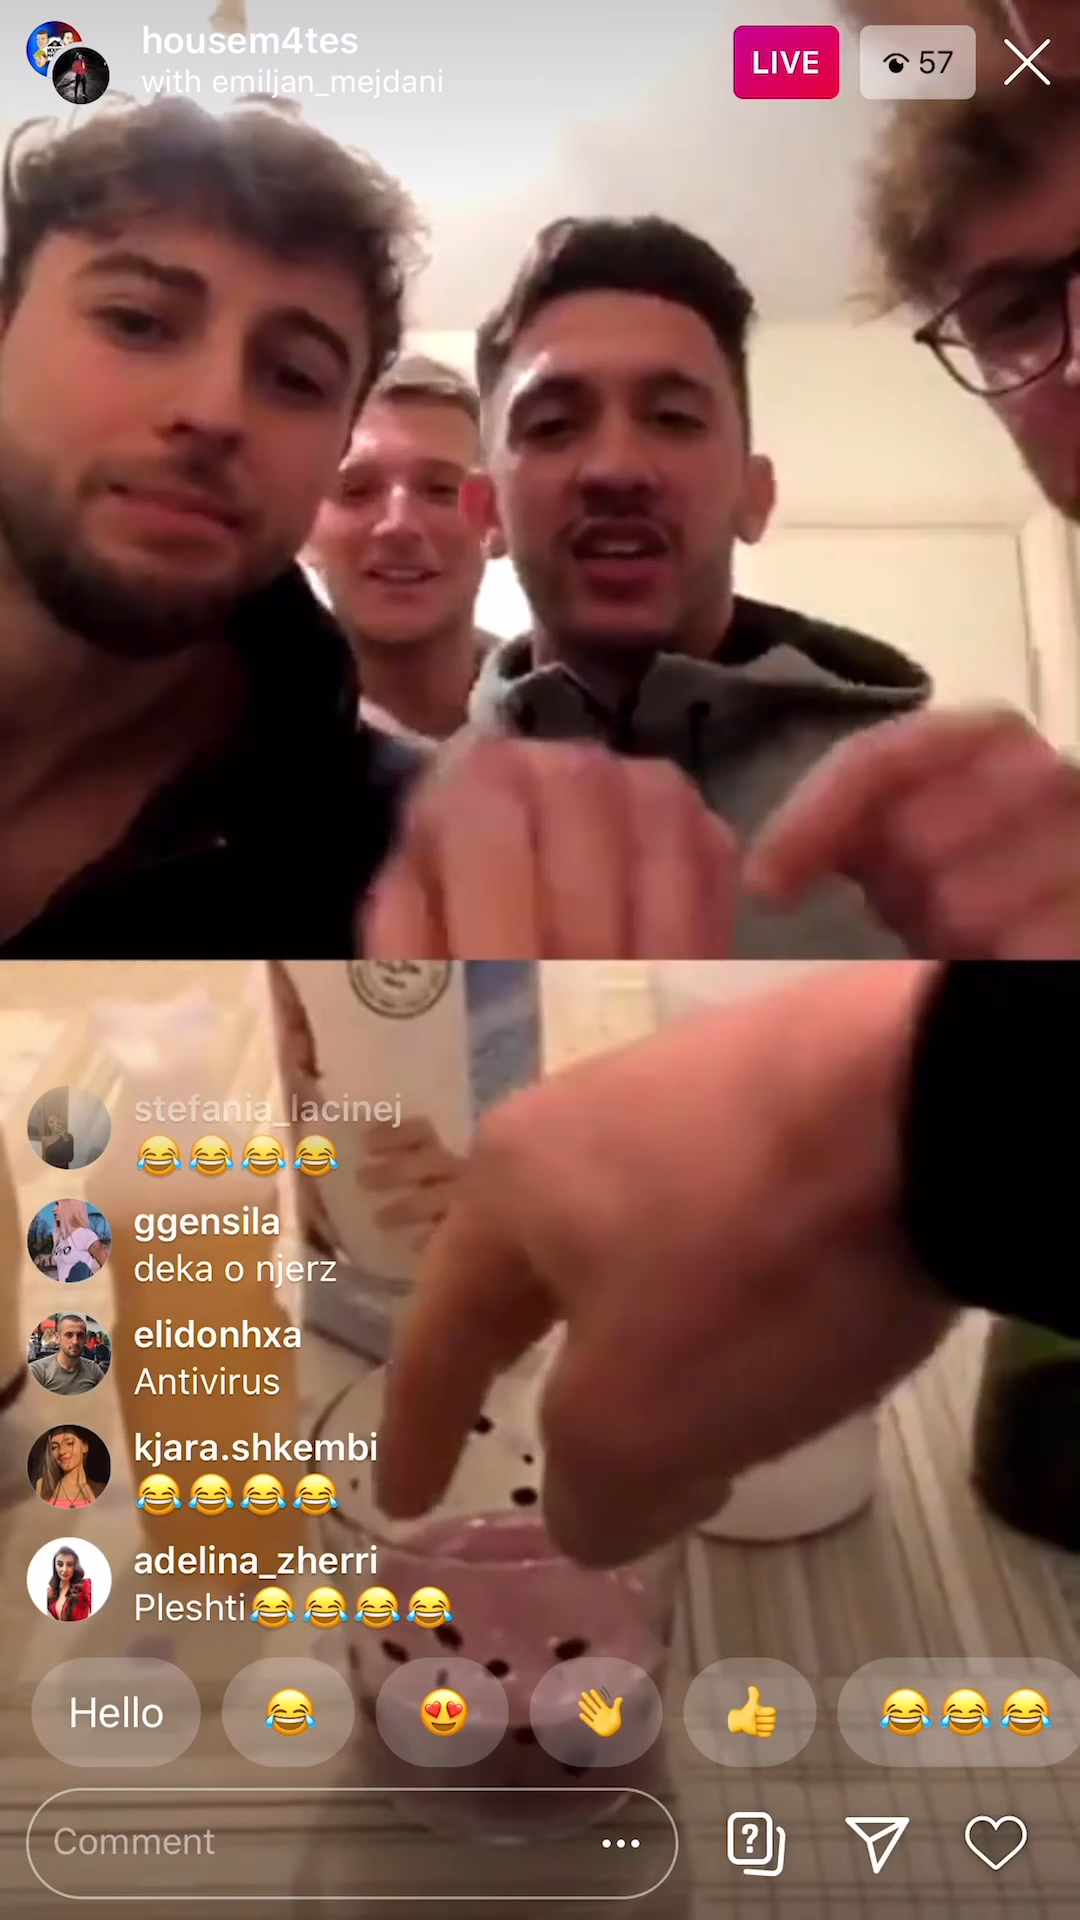 housem4tes
with emiljan_mejdani
LIVE
57
stefania_lacinej
😂😂😂😂
ggensila
deka o njerz
elidonhxa
Antivirus
kjara.shkembi
😂😂😂😂
adelina_zherri
Pleshti😂😂😂😂
Hello 😂 😍 👋 👍 😂😂😂
Comment